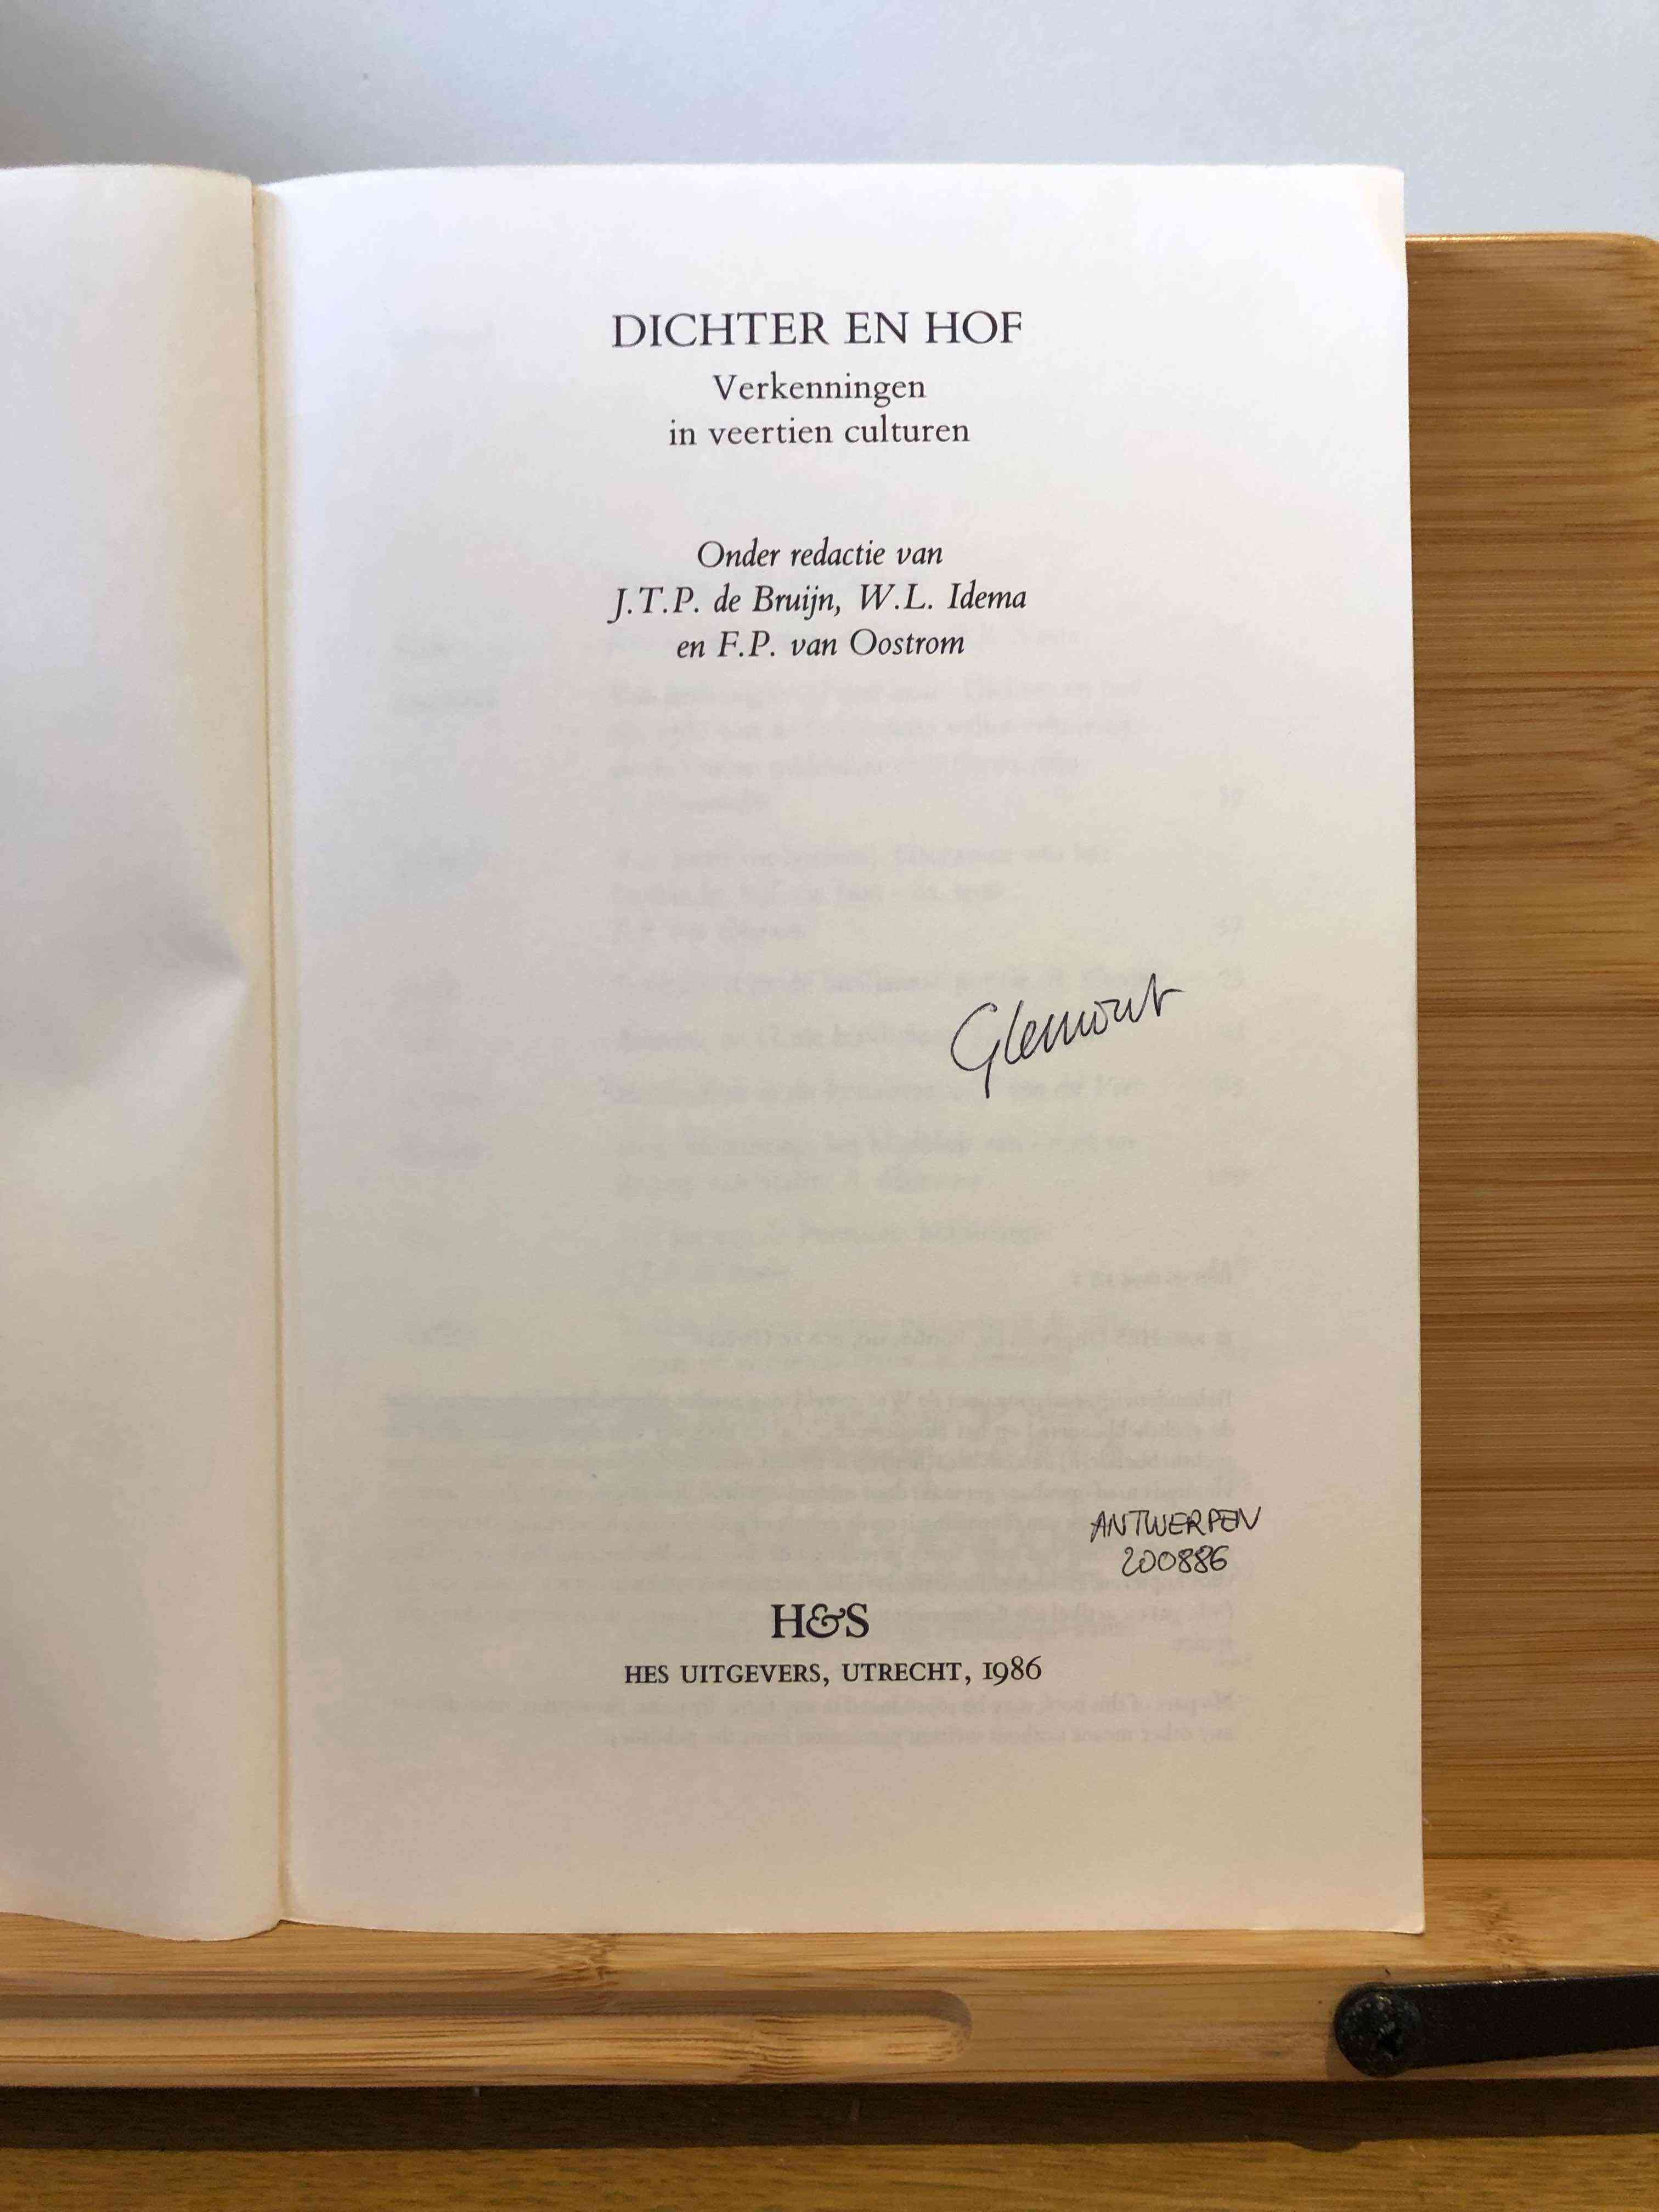 DICHTER EN HOF
Verkenningen
in veertien culturen
Onder redactie van
J.T.P. de Bruijn, W.L. Idema
en F.P. van Oostrom
ANTWERPEN
200886
H&S
HES UITGEVERS, UTRECHT, 1986